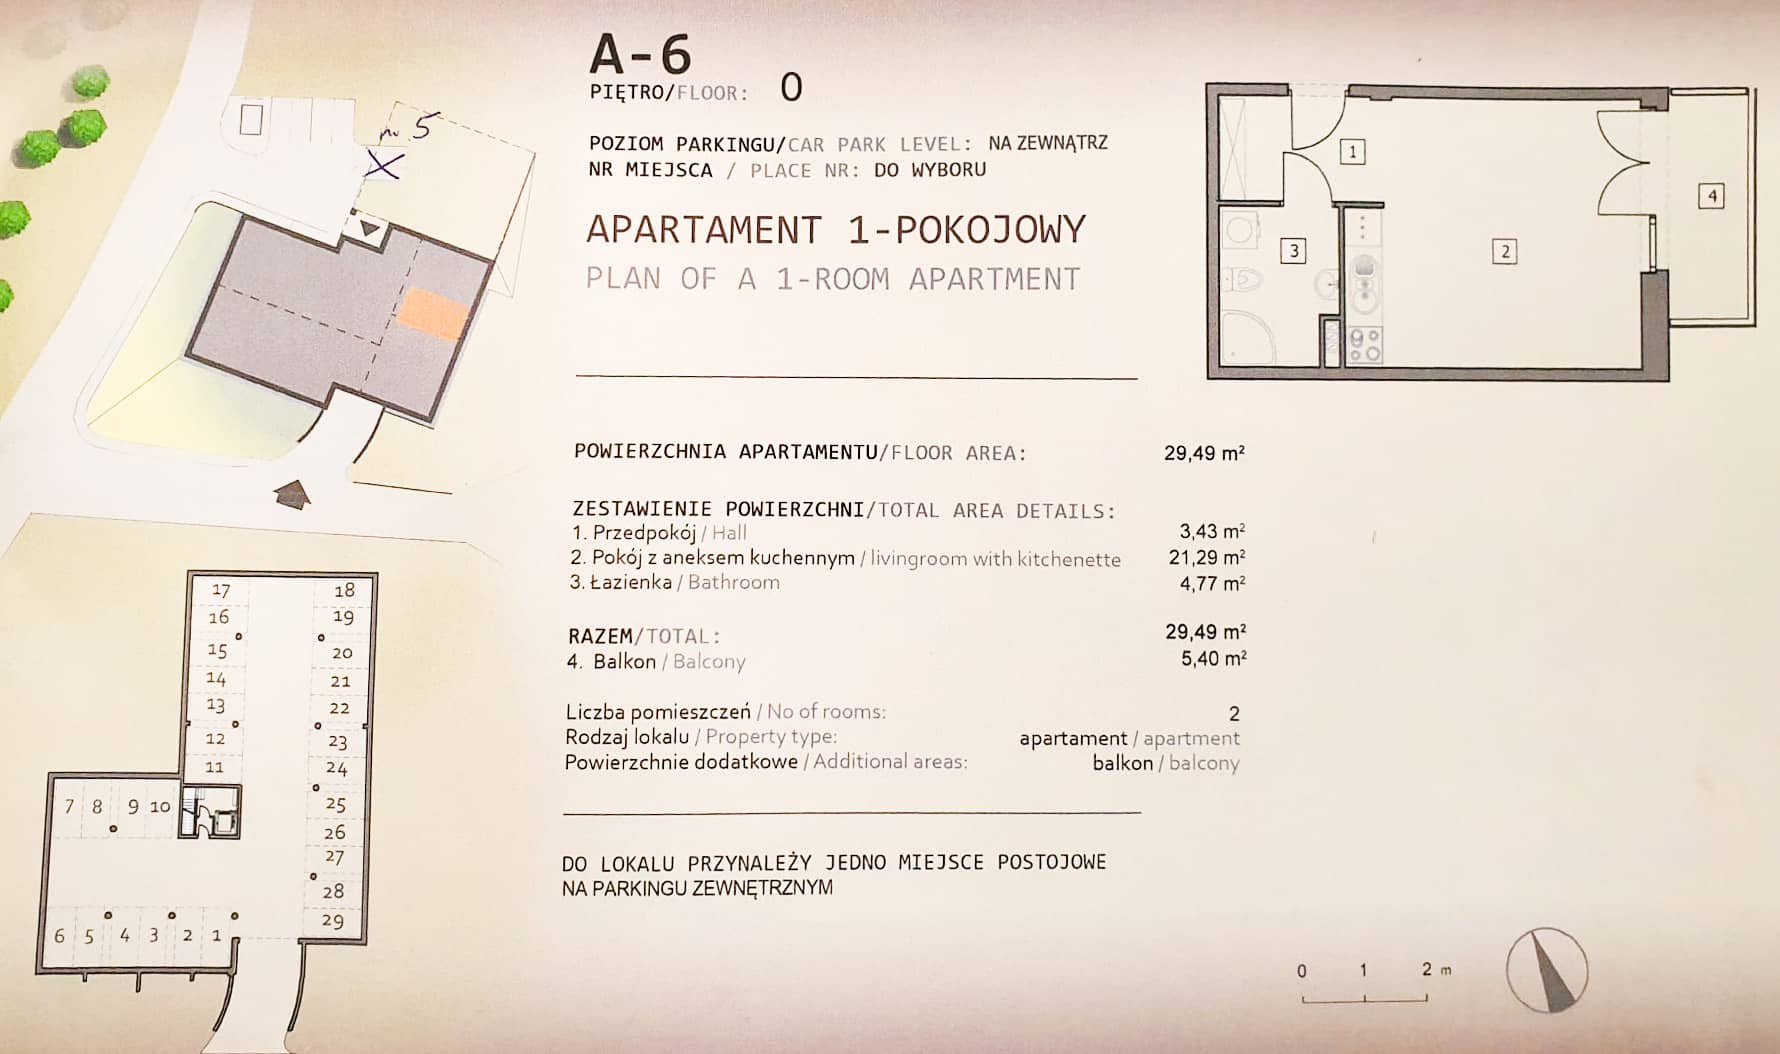 A-6
PIĘTRO/FLOOR: 0
POZIOM PARKINGU/CAR PARK LEVEL: NA ZEWNĄTRZ
NR MIEJSCA / PLACE NR: DO WYBORU
APARTAMENT 1-POKOJOWY
PLAN OF A 1-ROOM APARTMENT
POWIERZCHNIA APARTAMENTU/FLOOR AREA: 29,49 m²
ZESTAWIENIE POWIERZCHNI/TOTAL AREA DETAILS:
1. Przedpokój / Hall 3,43 m²
2. Pokój z aneksem kuchennym / livingroom with kitchenette 21,29 m²
3. Łazienka / Bathroom 4,77 m²
RAZEM/TOTAL: 29,49 m²
4. Balkon / Balcony 5,40 m²
Liczba pomieszczeń / No of rooms: 2
Rodzaj lokalu / Property type: apartament / apartment
Powierzchnie dodatkowe / Additional areas: balkon / balcony
DO LOKALU PRZYNALEŻY JEDNO MIEJSCE POSTOJOWE
NA PARKINGU ZEWNĘTRZNYM
5
X
17 18
16 19
15 20
14 21
13 22
12 23
11 24
7 8 9 10 25
26
27
28
6 5 4 3 2 1 29
1
4
3 2
0 1 2 m